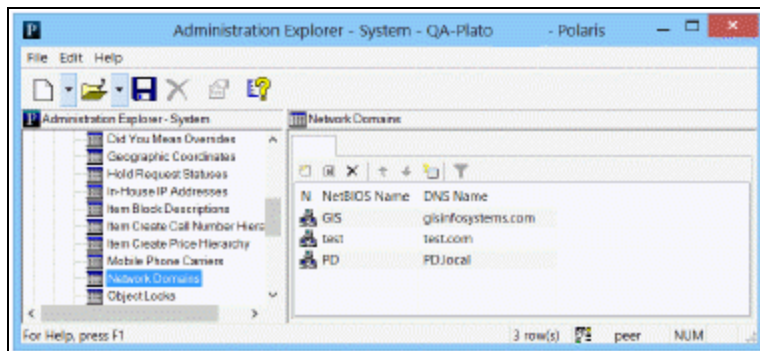 Administration Explorer - System - QA-Plato - Polaris
File Edit Help
Administration Explorer - System
Network Domains
Did You Mean Overrides
Geographic Coordinates
Hold Request Statuses
In-House IP Addresses
Item Block Descriptions
Item Create Call Number Hierc
Item Create Price Hierarchy
Mobile Phone Carriers
Network Domains
Object Locks
N NetBIOS Name DNS Name
GIS gisinfosystems.com
test test.com
PD PD.local
For Help, press F1
3 row(s) peer NUM